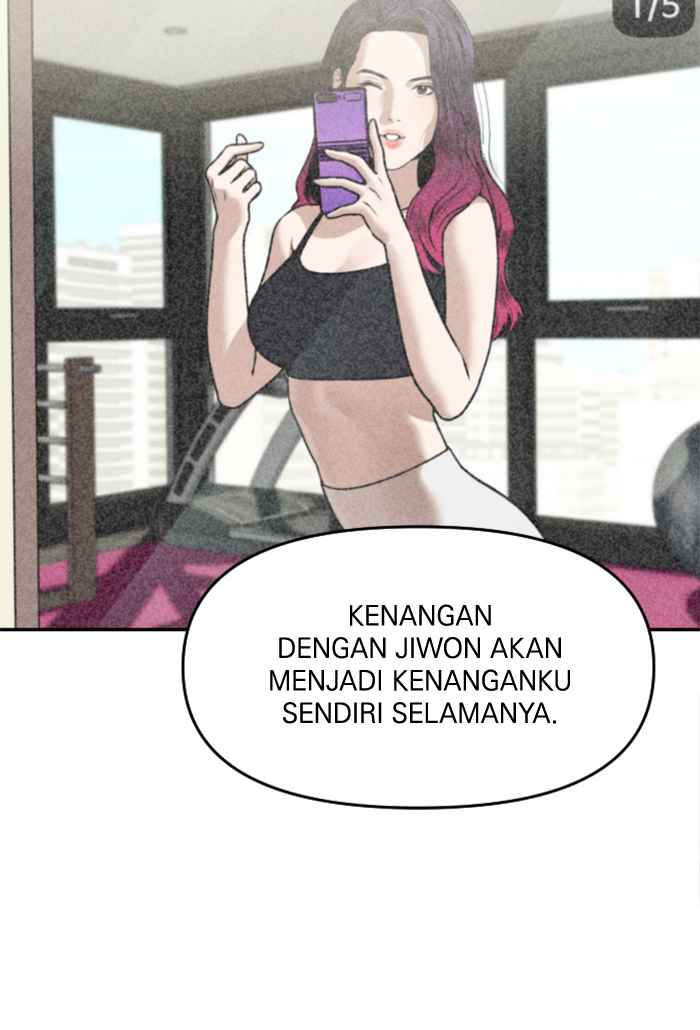 1/5
KENANGAN
DENGAN JIWON AKAN
MENJADI KENANGANKU
SENDIRI SELAMANYA.